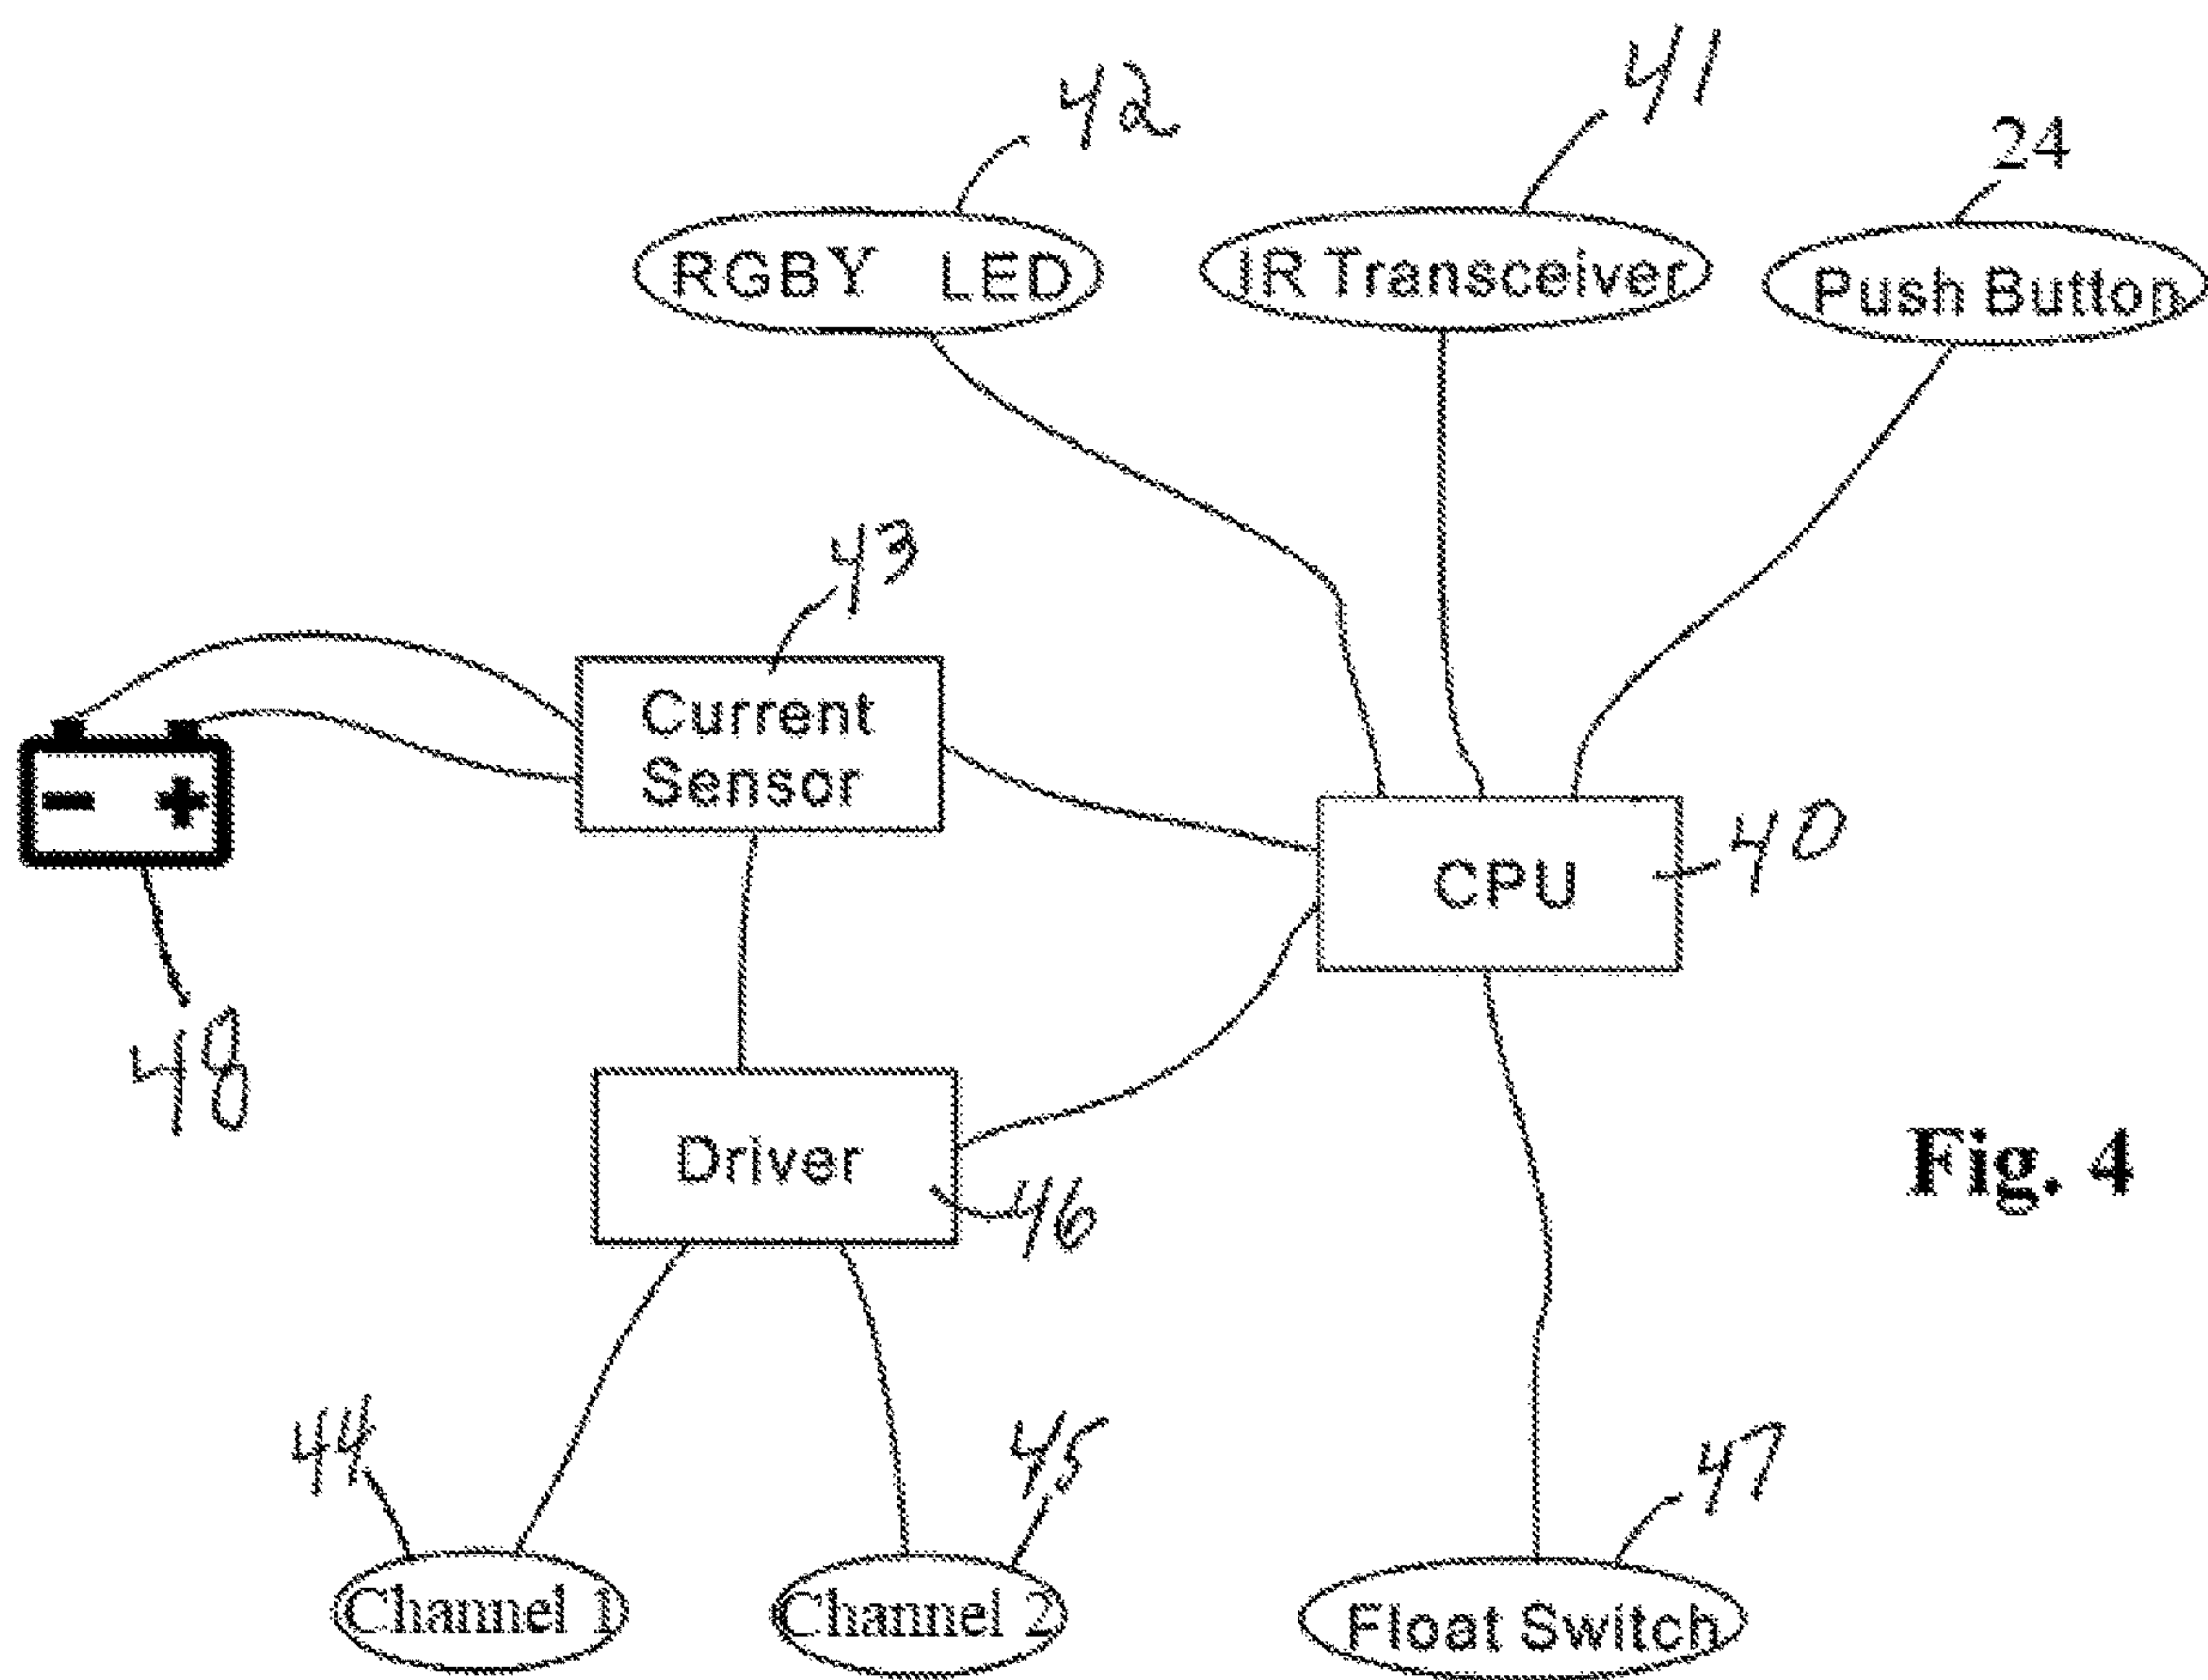 42
41
24
RGBY LED
IR Transceiver
Push Button
43
Current
Sensor
- +
CPU
40
48
Driver
46
Fig. 4
44
45
47
Channel 1
Channel 2
Float Switch